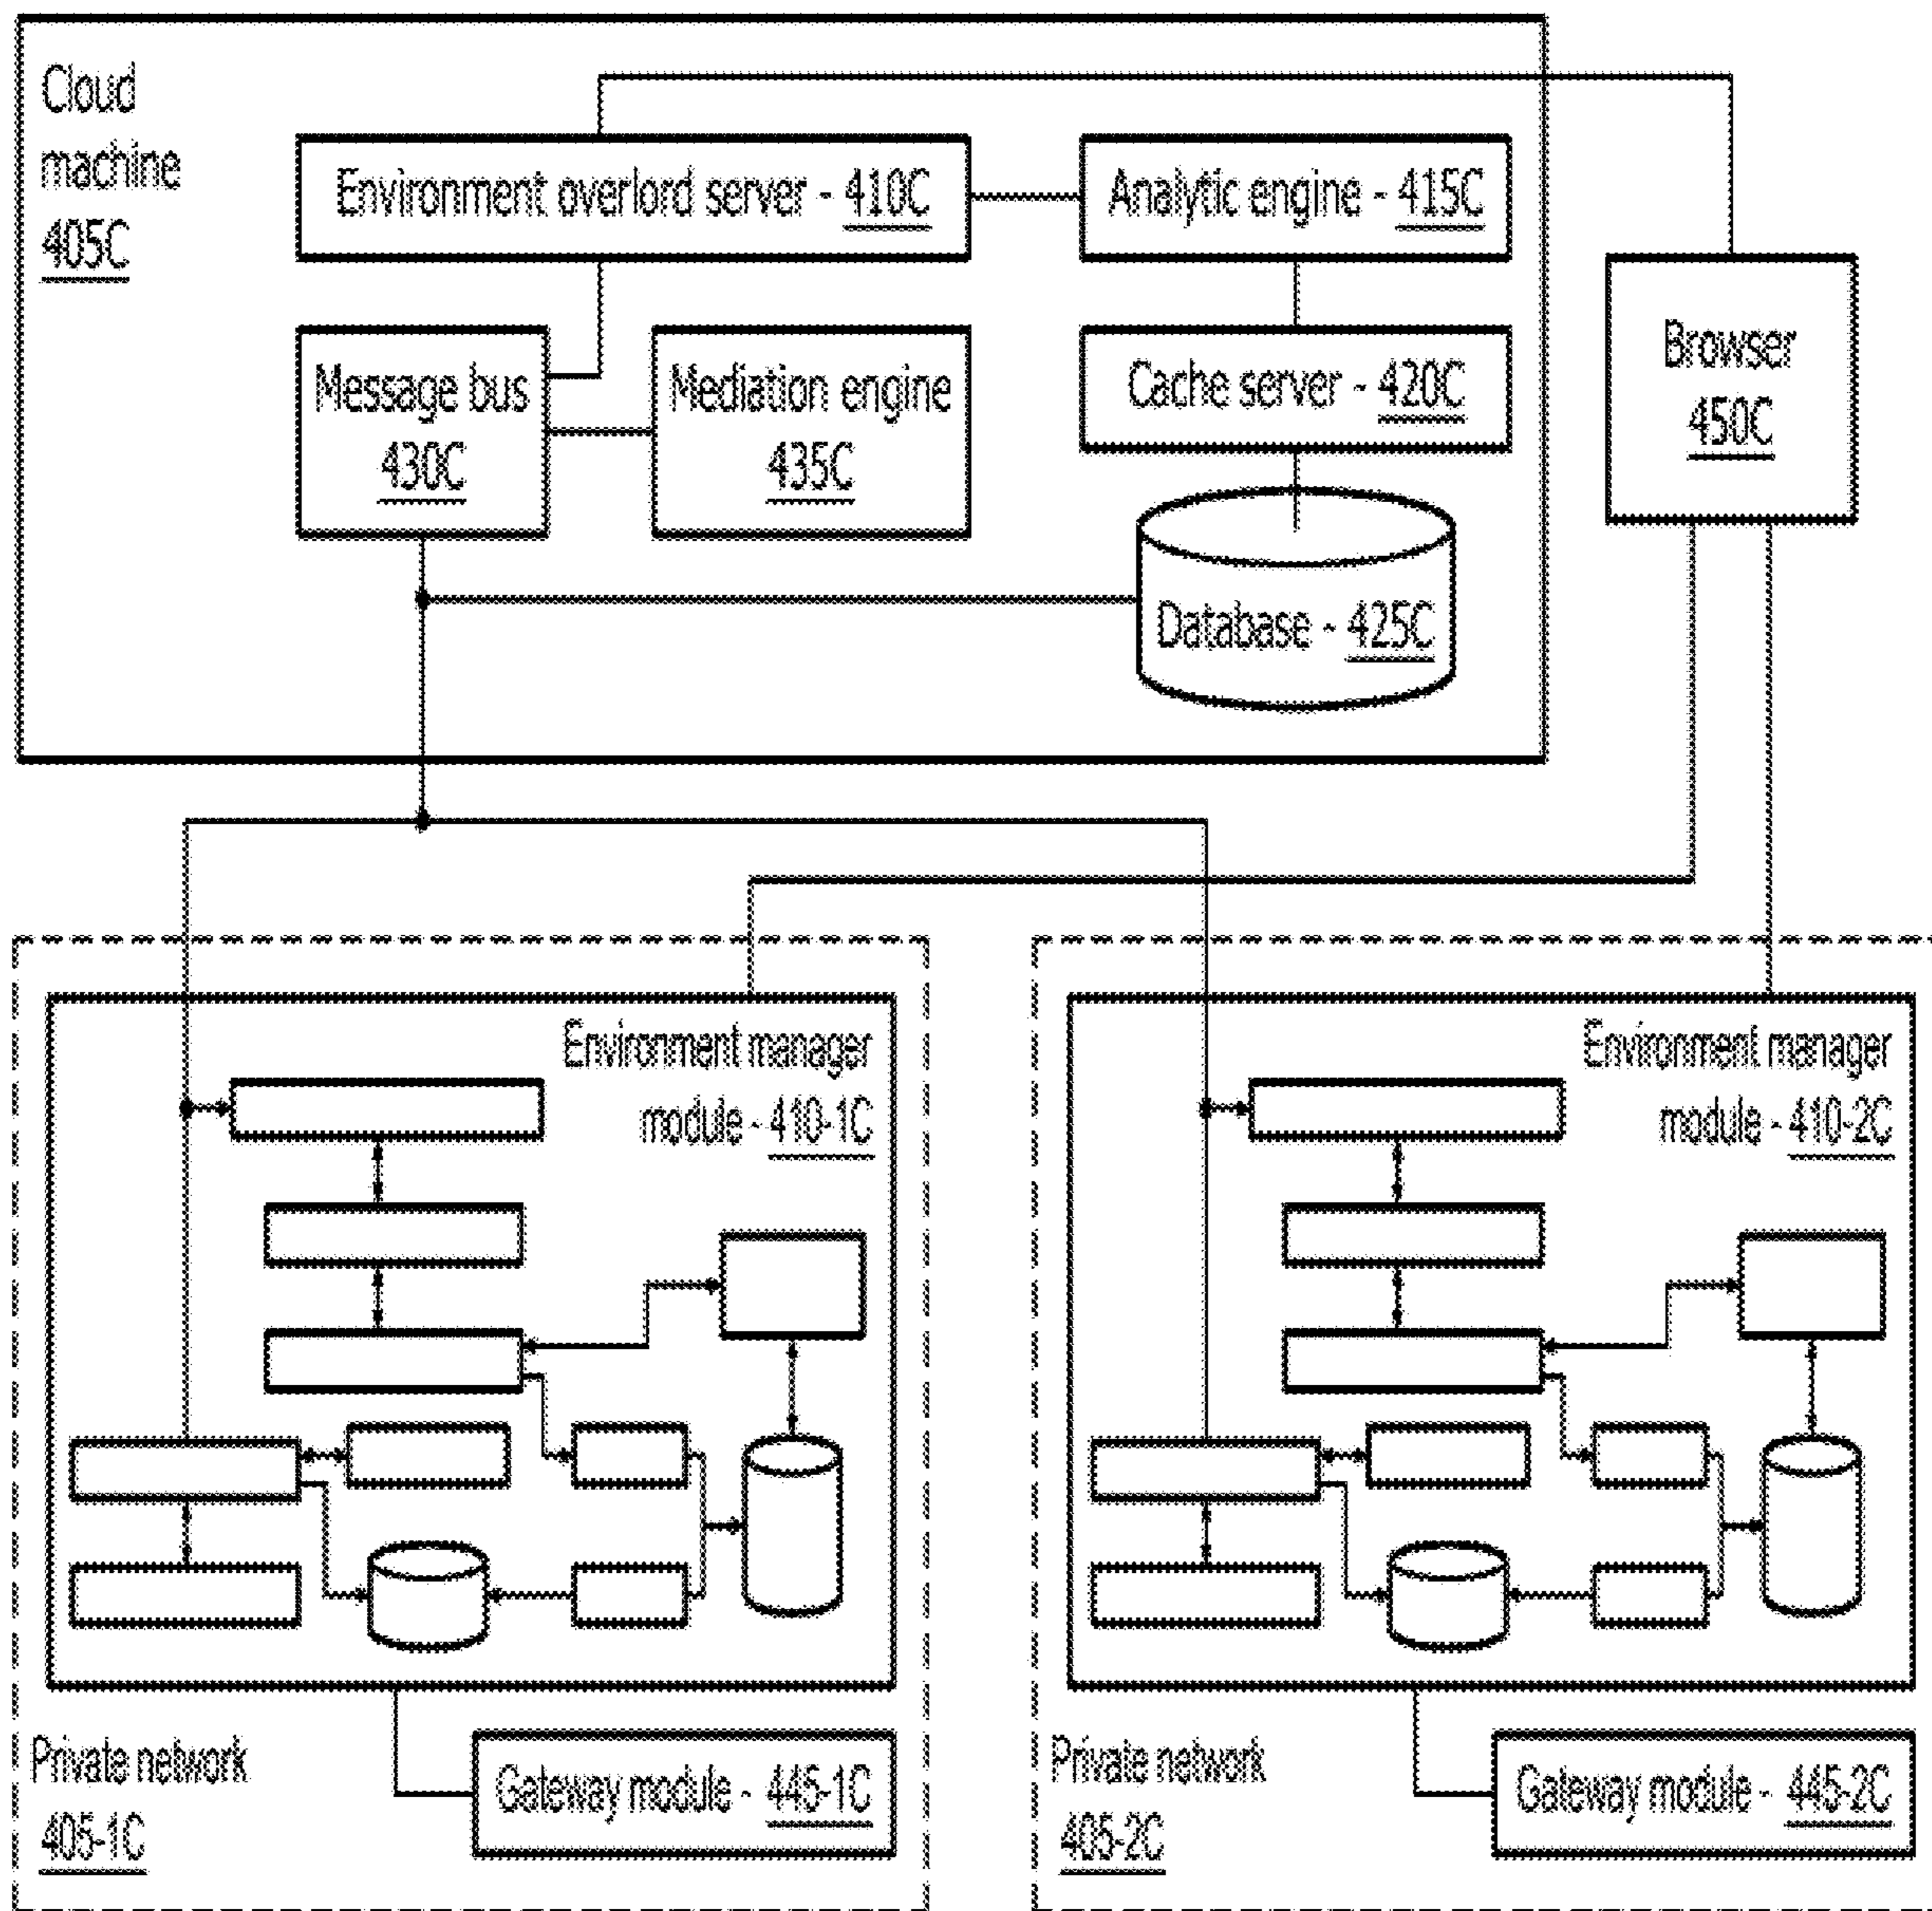 Cloud
machine
405C
Environment overlord server - 410C
Analytic engine - 415C
Message bus
430C
Mediation engine
435C
Cache server - 420C
Database - 425C
Browser
450C
Environment manager
module - 410-1C
Private network
405-1C
Gateway module - 445-1C
Environment manager
module - 410-2C
Private network
405-2C
Gateway module - 445-2C